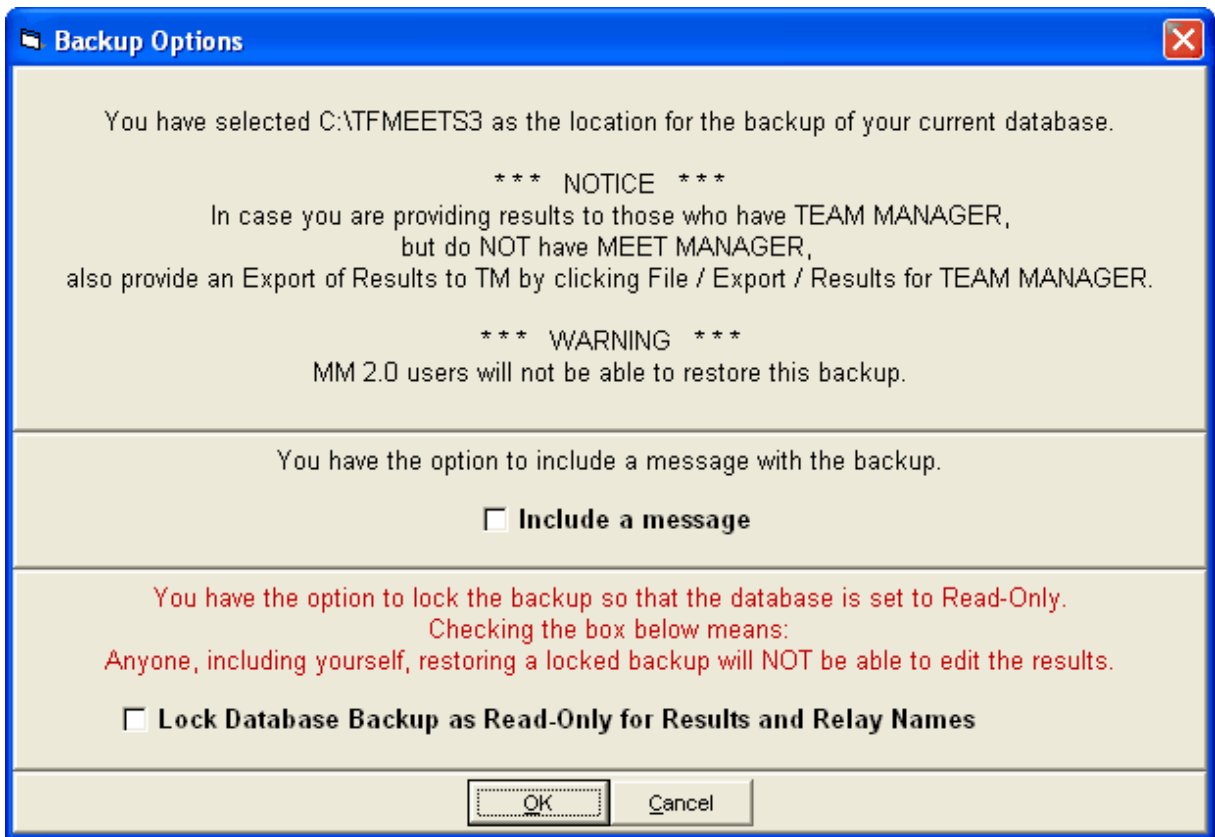 Backup Options
You have selected C:\TFMEETS3 as the location for the backup of your current database.
* * *   NOTICE   * * *
In case you are providing results to those who have TEAM MANAGER,
but do NOT have MEET MANAGER,
also provide an Export of Results to TM by clicking File / Export / Results for TEAM MANAGER.
* * *   WARNING   * * *
MM 2.0 users will not be able to restore this backup.
You have the option to include a message with the backup.
Include a message
You have the option to lock the backup so that the database is set to Read-Only.
Checking the box below means:
Anyone, including yourself, restoring a locked backup will NOT be able to edit the results.
Lock Database Backup as Read-Only for Results and Relay Names
OK Cancel